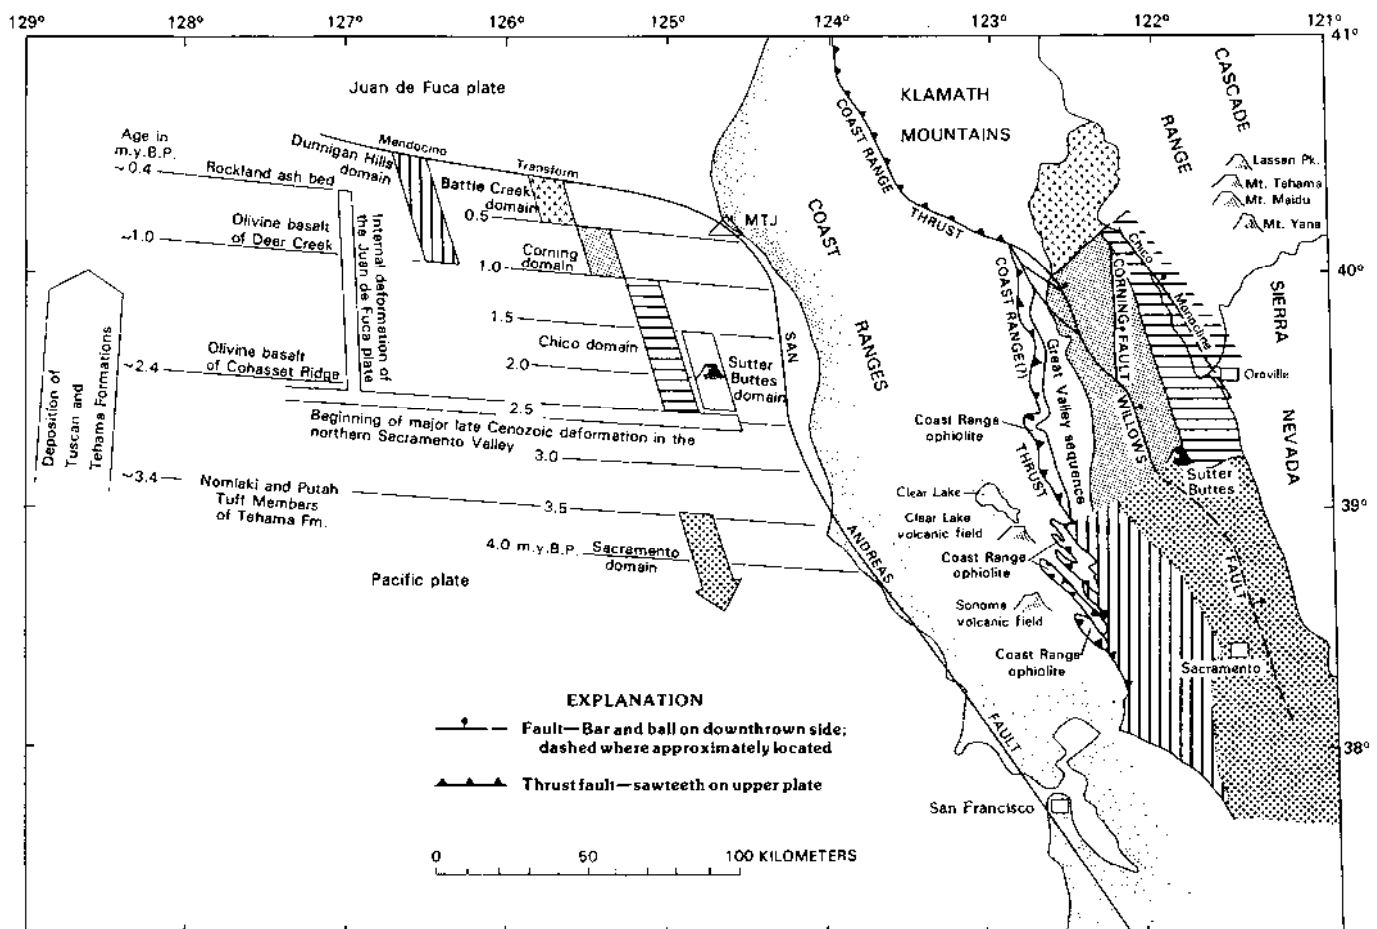 129° 128° 127° 126° 125° 124° 123° 122° 121°
41°
Juan de Fuca plate
KLAMATH
MOUNTAINS
CASCADE
RANGE
Lassen Pk.
Mt. Tehama
Mt. Maidu
Mt. Yana
Age in
m.y.B.P.
~0.4
Rockland ash bed
Dunnigan Hills
domain
Mendocino
Transform
Battle Creek
domain
0.5
MTJ
COAST RANGE
THRUST
COAST
RANGES
Olivine basalt
of Deer Creek
~1.0
Internal deformation of
the Juan de Fuca plate
Corning
domain
1.0
40°
Chico
Monocline
CORNING FAULT
SIERRA
NEVADA
1.5
Chico domain
2.0
Sutter
Buttes
domain
SAN
ANDREAS
FAULT
COAST RANGE(?)
THRUST
Great Valley sequence
WILLOWS
FAULT
Oroville
Olivine basalt
of Cohasset Ridge
~2.4
Deposition of
Tuscan and
Tehama Formations
2.5
Beginning of major late Cenozoic deformation in the
northern Sacramento Valley
3.0
Coast Range
ophiolite
Sutter
Buttes
~3.4
Nomlaki and Putah
Tuff Members
of Tehama Fm.
3.5
Clear Lake
39°
Clear Lake
volcanic field
4.0 m.y.B.P.
Sacramento
domain
Coast Range
ophiolite
Pacific plate
Sonoma
volcanic field
Coast Range
ophiolite
Sacramento
EXPLANATION
Fault—Bar and ball on downthrown side;
dashed where approximately located
38°
Thrust fault—sawteeth on upper plate
San Francisco
0 50 100 KILOMETERS